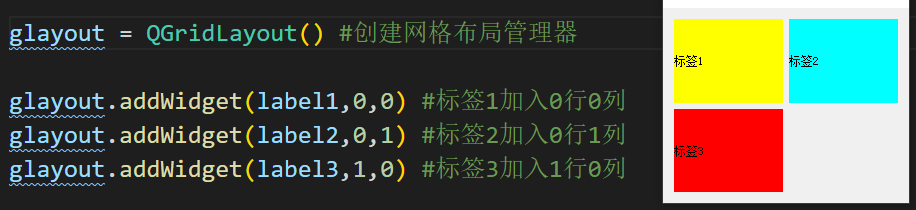 glayout = QGridLayout() #创建网格布局管理器
glayout.addWidget(label1,0,0) #标签1加入0行0列
glayout.addWidget(label2,0,1) #标签2加入0行1列
glayout.addWidget(label3,1,0) #标签3加入1行0列
标签1 标签2
标签3